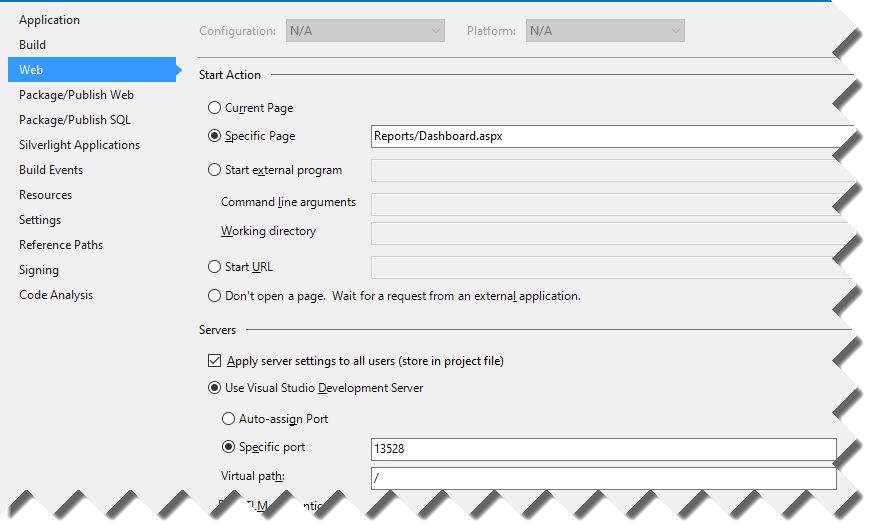 Application
Build
Web
Package/Publish Web
Package/Publish SQL
Silverlight Applications
Build Events
Resources
Settings
Reference Paths
Signing
Code Analysis
Configuration: N/A Platform: N/A
Start Action
Current Page
Specific Page Reports/Dashboard.aspx
Start external program
Command line arguments
Working directory
Start URL
Don't open a page. Wait for a request from an external application.
Servers
Apply server settings to all users (store in project file)
Use Visual Studio Development Server
Auto-assign Port
Specific port 13528
Virtual path: /